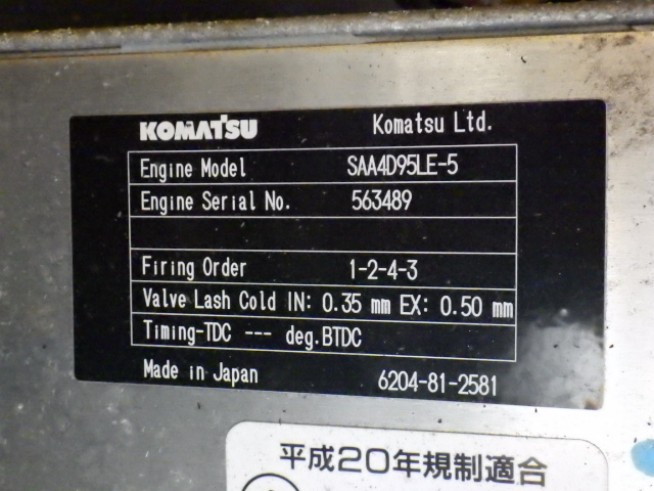 KOMATSU Komatsu Ltd.
Engine Model SAA4D95LE-5
Engine Serial No. 563489
Firing Order 1-2-4-3
Valve Lash Cold IN: 0.35 mm EX: 0.50 mm
Timing-TDC --- deg.BTDC
Made in Japan 6204-81-2581
平成20年規制適合